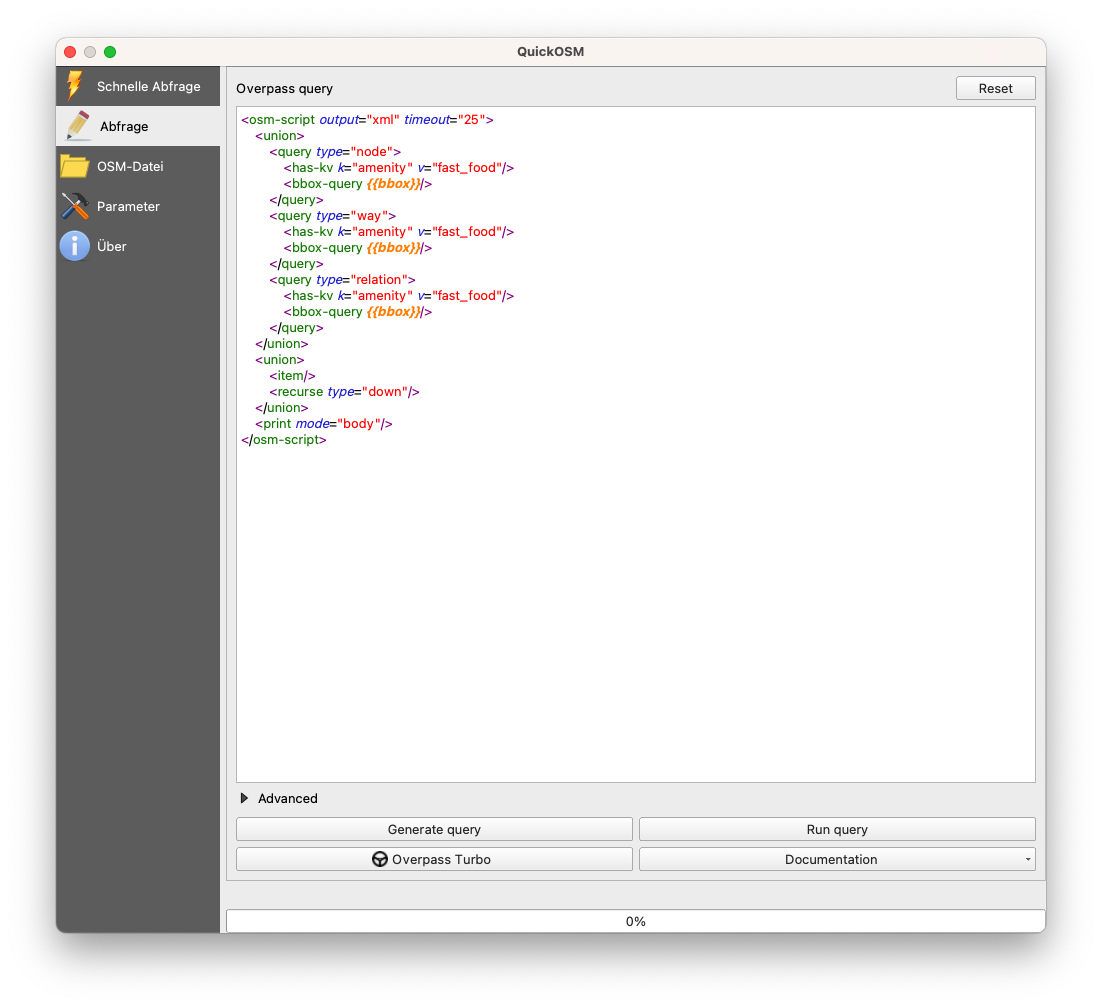 QuickOSM
Schnelle Abfrage
Abfrage
OSM-Datei
Parameter
Über
Overpass query
Reset
<osm-script output="xml" timeout="25">
    <union>
        <query type="node">
            <has-kv k="amenity" v="fast_food"/>
            <bbox-query {{bbox}}/>
        </query>
        <query type="way">
            <has-kv k="amenity" v="fast_food"/>
            <bbox-query {{bbox}}/>
        </query>
        <query type="relation">
            <has-kv k="amenity" v="fast_food"/>
            <bbox-query {{bbox}}/>
        </query>
    </union>
    <union>
        <item/>
        <recurse type="down"/>
    </union>
    <print mode="body"/>
</osm-script>
Advanced
Generate query
Run query
Overpass Turbo
Documentation
0%